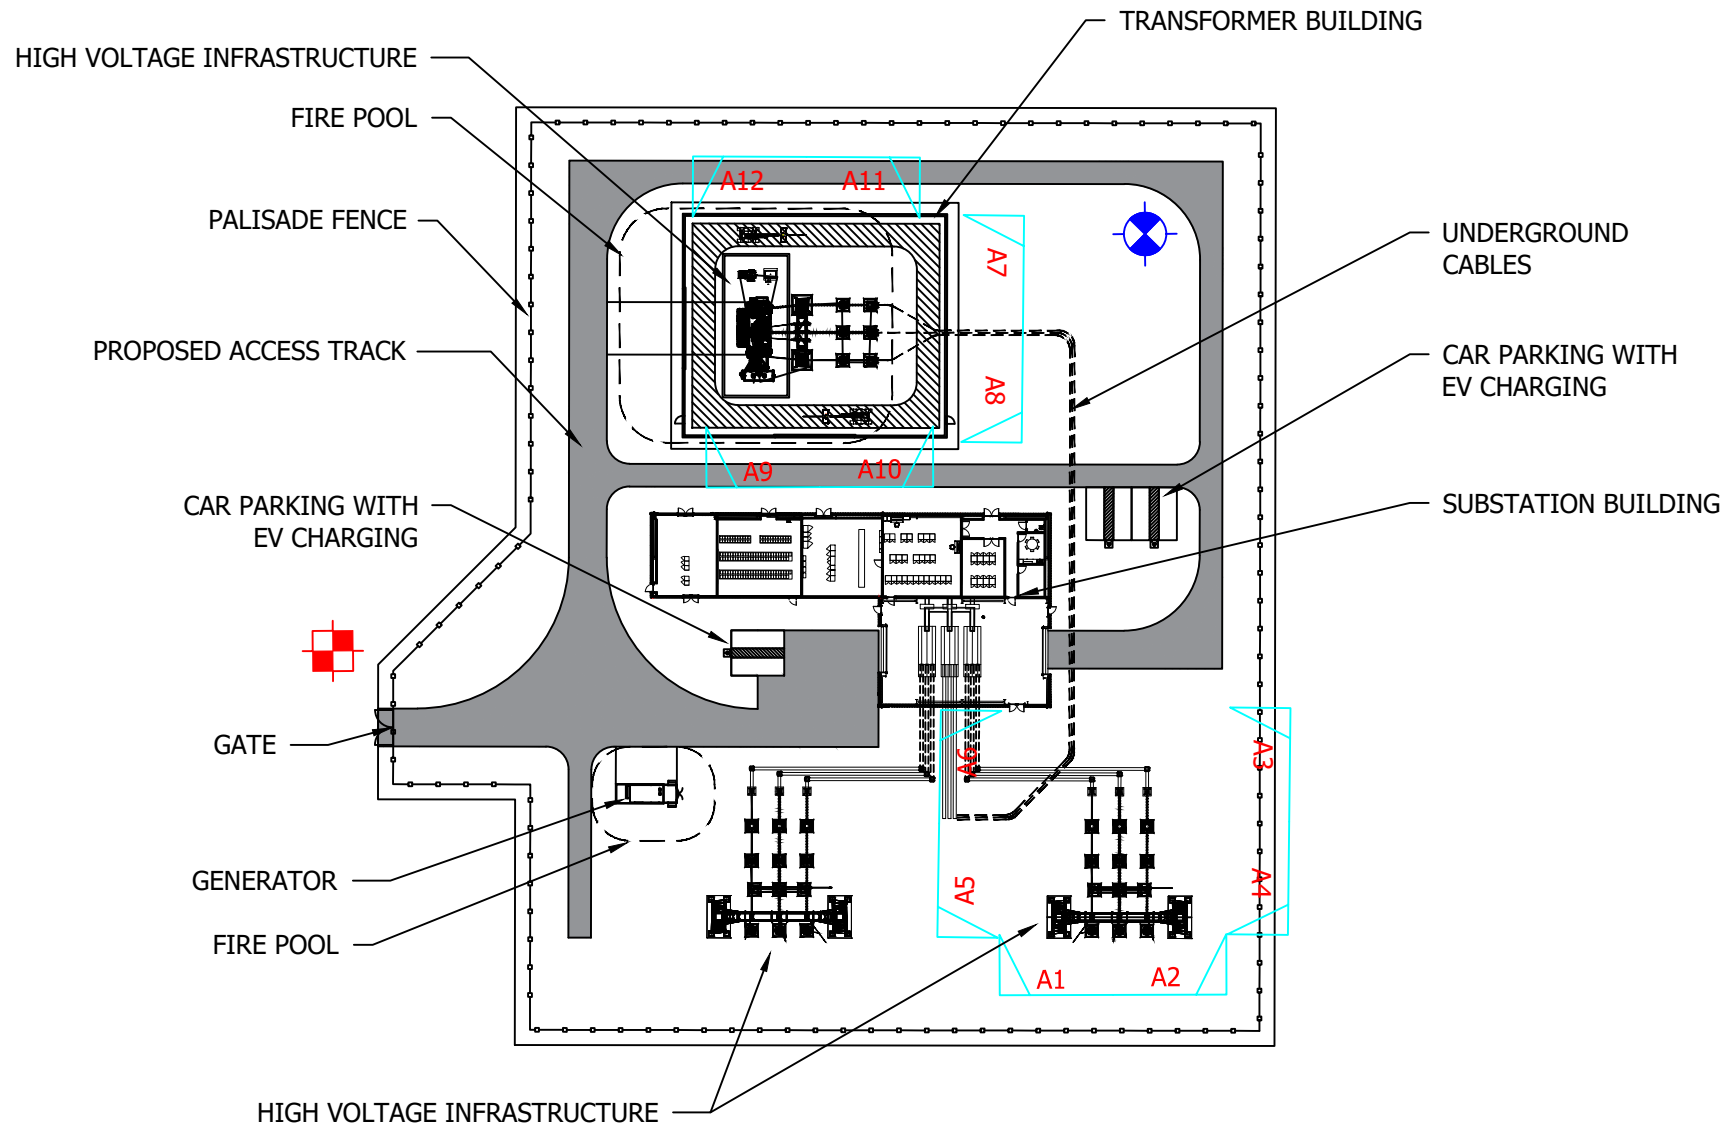 TRANSFORMER BUILDING
HIGH VOLTAGE INFRASTRUCTURE
FIRE POOL
A12
A11
PALISADE FENCE
UNDERGROUND
CABLES
A7
PROPOSED ACCESS TRACK
CAR PARKING WITH
EV CHARGING
A8
A9
A10
CAR PARKING WITH
EV CHARGING
SUBSTATION BUILDING
GATE
A6
A3
GENERATOR
A5
A4
FIRE POOL
A1
A2
HIGH VOLTAGE INFRASTRUCTURE